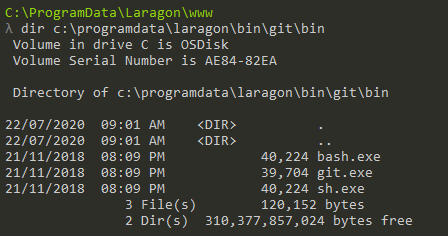 C:\ProgramData\Laragon\www
λ dir c:\programdata\laragon\bin\git\bin
 Volume in drive C is OSDisk
 Volume Serial Number is AE84-82EA
 Directory of c:\programdata\laragon\bin\git\bin
22/07/2020  09:01 AM    <DIR>          .
22/07/2020  09:01 AM    <DIR>          ..
21/11/2018  08:09 PM            40,224 bash.exe
21/11/2018  08:09 PM            39,704 git.exe
21/11/2018  08:09 PM            40,224 sh.exe
               3 File(s)        120,152 bytes
               2 Dir(s)  310,377,857,024 bytes free